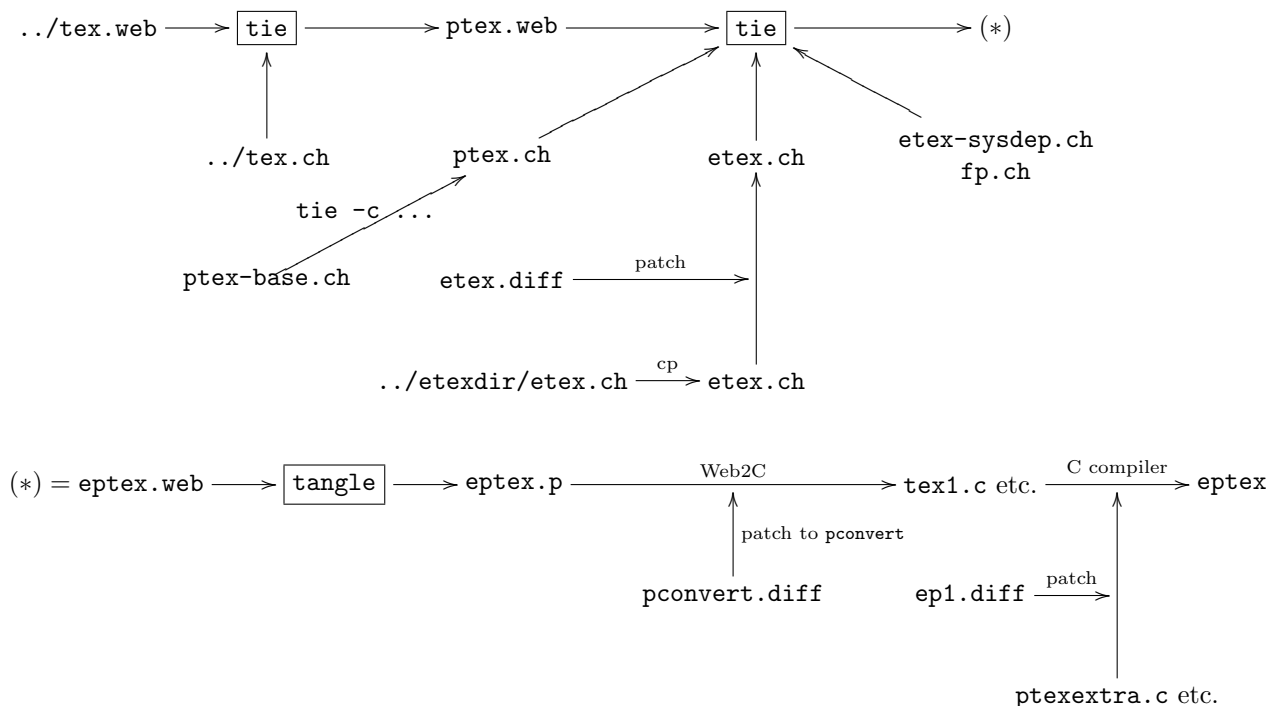 ../tex.web tie ptex.web tie (*)
../tex.ch ptex.ch etex.ch etex-sysdep.ch
fp.ch
tie -c ...
ptex-base.ch etex.diff patch
../etexdir/etex.ch cp etex.ch
(*) = eptex.web tangle eptex.p Web2C tex1.c etc. C compiler eptex
patch to pconvert
pconvert.diff ep1.diff patch
ptexextra.c etc.